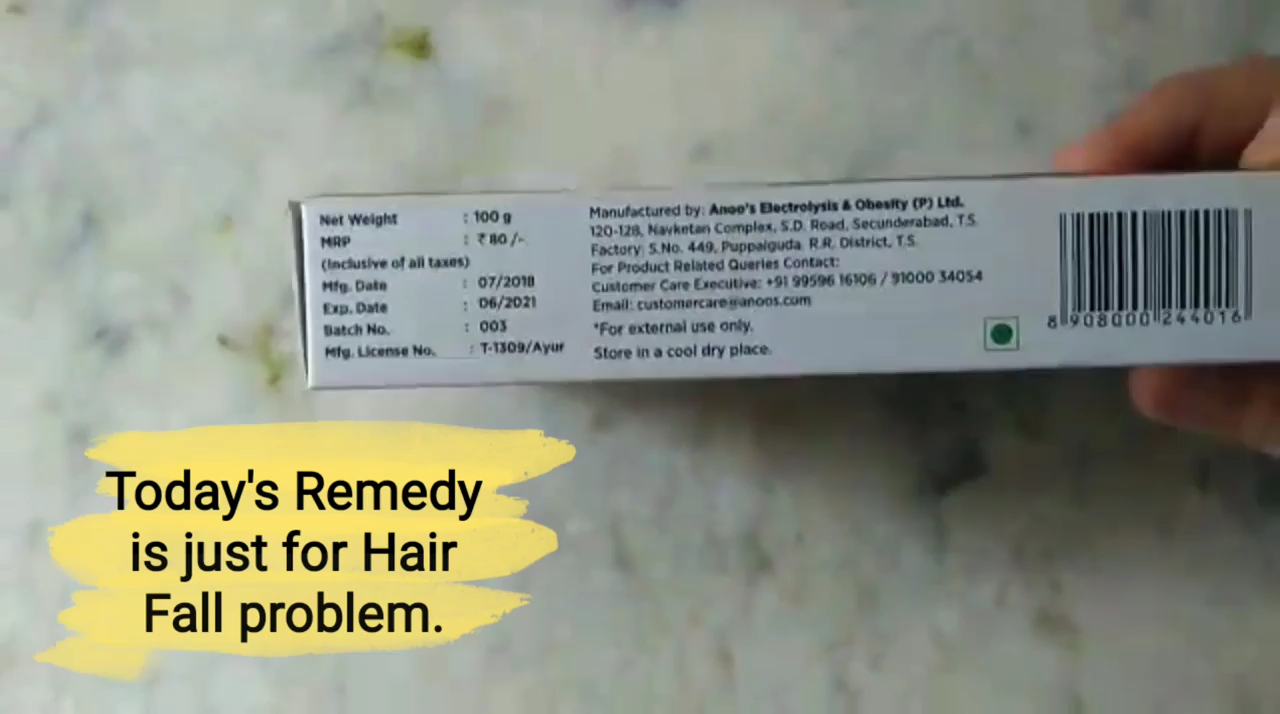 Net Weight : 100 g
MRP : ₹80/-
(Inclusive of all taxes)
Mfg. Date : 07/2018
Exp. Date : 06/2021
Batch No. : 003
Mfg. License No. : T-1309/Ayur
Manufactured by: Anoo's Electrolysis & Obesity (P) Ltd.
120-128, Navketan Complex, S.D. Road, Secunderabad, T.S.
Factory: S.No. 449, Puppalguda. R.R. District, T.S.
For Product Related Queries Contact:
Customer Care Executive: +91 99596 16106 / 91000 34054
Email: customercare@anoos.com
*For external use only.
Store in a cool dry place.
8 908000 244016
Today's Remedy
is just for Hair
Fall problem.